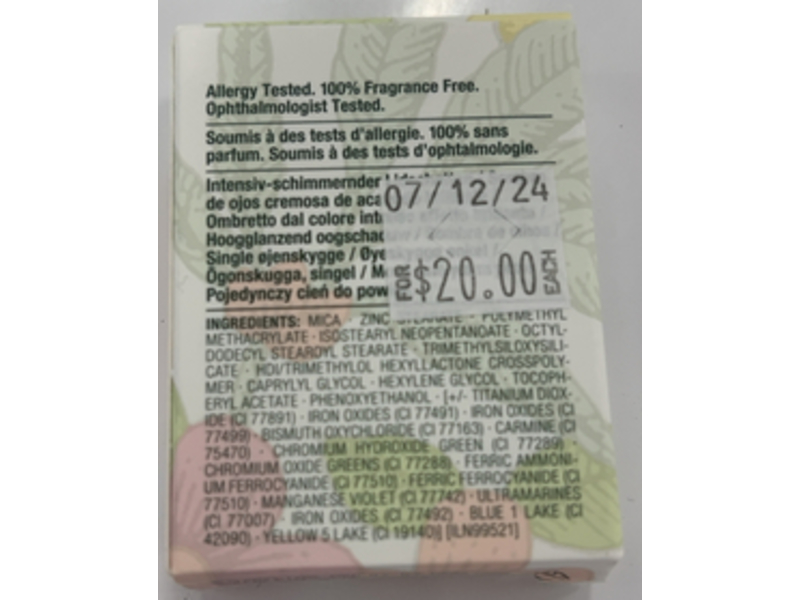 Allergy Tested. 100% Fragrance Free.
Ophthalmologist Tested.
Soumis à des tests d'allergie. 100% sans
parfum. Soumis à des tests d'ophtalmologie.
Intensiv-schimmernder
de ojos cremosa de aca
Ombretto dal colore int
Hoogglanzend oogschad
Single øjenskygge / Øye
Ögonskugga, singel / M
Pojedynczy cień do pow
07/12/24
FOR $20.00 EACH
INGREDIENTS: MICA · ZINC STEARATE · POLYMETHYL
METHACRYLATE · ISOSTEARYL NEOPENTANOATE · OCTYL-
DODECYL STEAROYL STEARATE · TRIMETHYLSILOXYSILI-
CATE · HDI/TRIMETHYLOL HEXYLLACTONE CROSSPOLY-
MER · CAPRYLYL GLYCOL · HEXYLENE GLYCOL · TOCOPH-
ERYL ACETATE · PHENOXYETHANOL · [+/- TITANIUM DIOX-
IDE (CI 77891) · IRON OXIDES (CI 77491) · IRON OXIDES (CI
77499) · BISMUTH OXYCHLORIDE (CI 77163) · CARMINE (CI
75470) · CHROMIUM HYDROXIDE GREEN (CI 77289) ·
CHROMIUM OXIDE GREENS (CI 77288) · FERRIC AMMONI-
UM FERROCYANIDE (CI 77510) · FERRIC FERROCYANIDE (CI
77510) · MANGANESE VIOLET (CI 77742) · ULTRAMARINES
(CI 77007) · IRON OXIDES (CI 77492) · BLUE 1 LAKE (CI
42090) · YELLOW 5 LAKE (CI 19140)] [ILN99521]